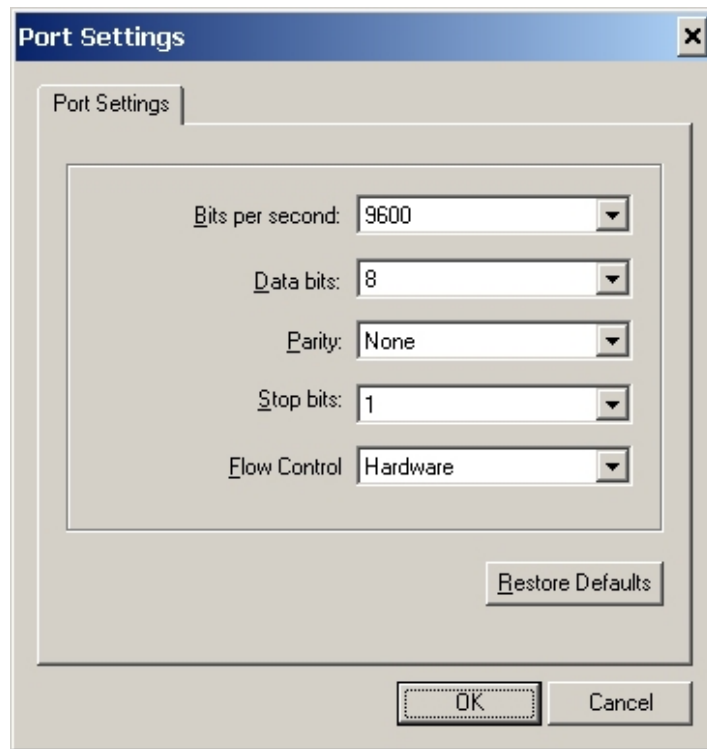 Port Settings
Port Settings
Bits per second: 9600
Data bits: 8
Parity: None
Stop bits: 1
Flow Control Hardware
Restore Defaults
OK Cancel